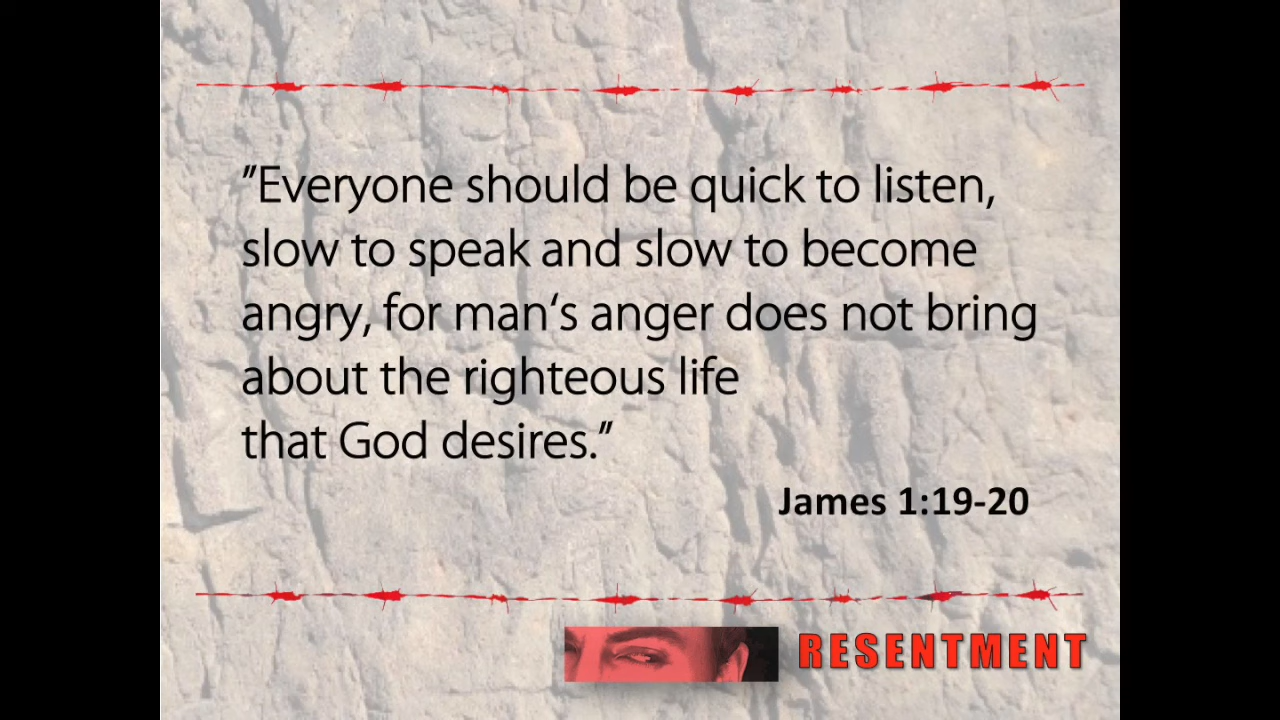 ”Everyone should be quick to listen,
slow to speak and slow to become
angry, for man‘s anger does not bring
about the righteous life
that God desires.”
James 1:19-20
RESENTMENT